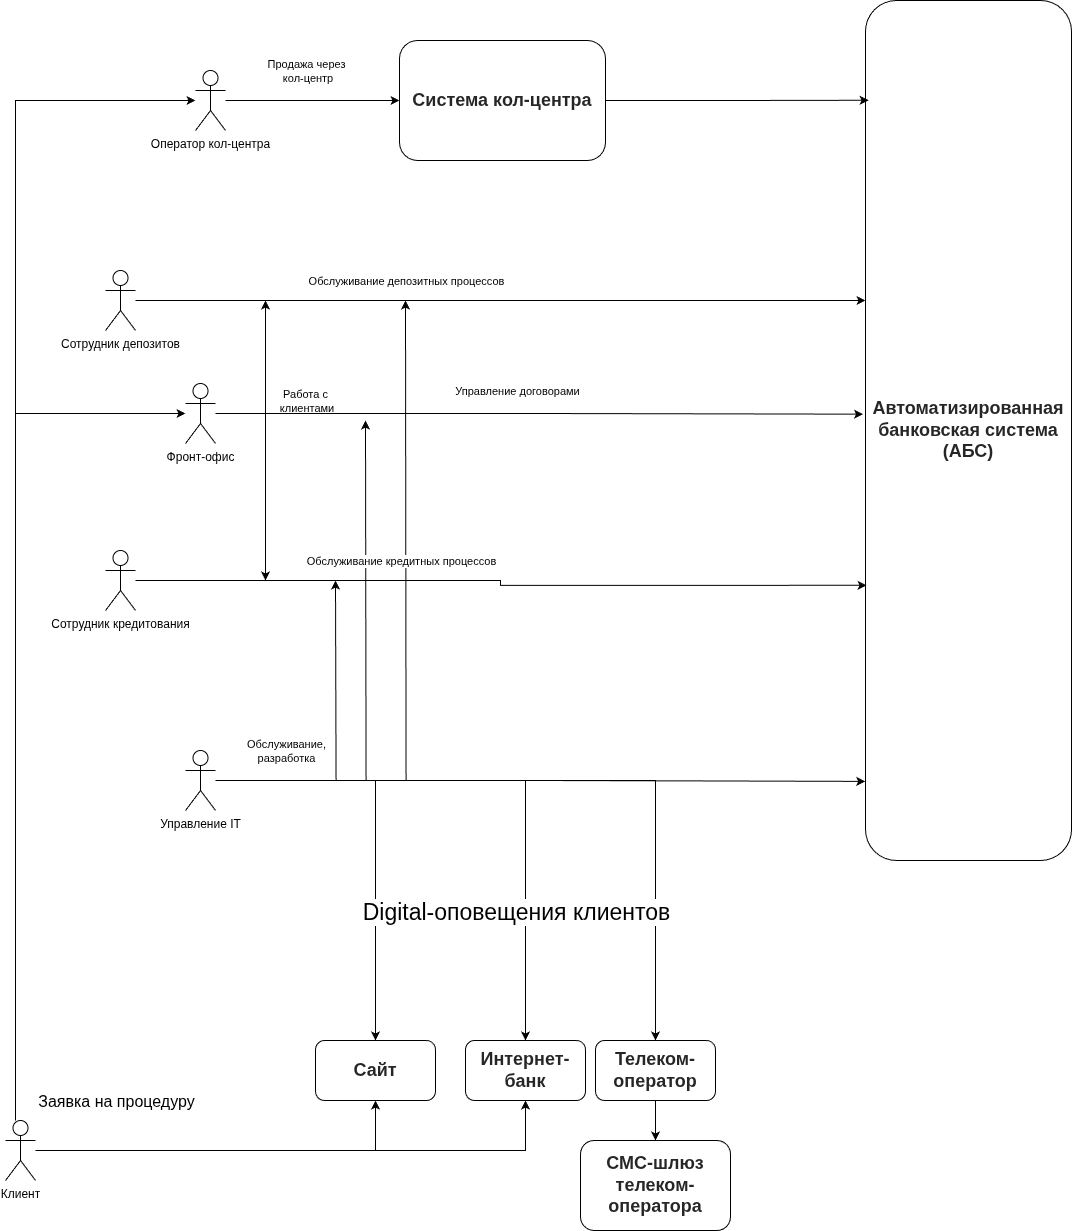 Продажа через
кол-центр
Система кол-центра
Оператор кол-центра
Обслуживание депозитных процессов
Сотрудник депозитов
Работа с
клиентами
Управление договорами
Автоматизированная
банковская система
(АБС)
Фронт-офис
Обслуживание кредитных процессов
Сотрудник кредитования
Обслуживание,
разработка
Управление IT
Digital-оповещения клиентов
Сайт
Интернет-
банк
Телеком-
оператор
Заявка на процедуру
Клиент
СМС-шлюз
телеком-
оператора